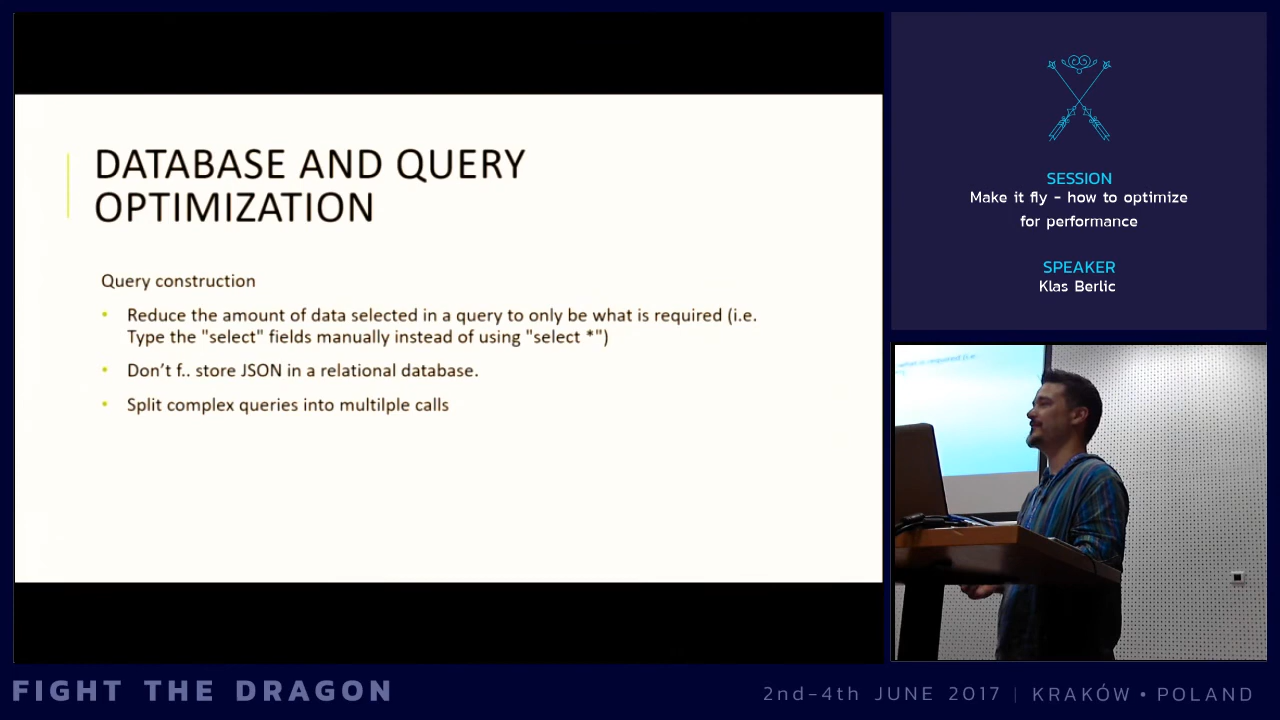 DATABASE AND QUERY
OPTIMIZATION
Query construction
• Reduce the amount of data selected in a query to only be what is required (i.e.
Type the "select" fields manually instead of using "select *")
• Don’t f.. store JSON in a relational database.
• Split complex queries into multilple calls
SESSION
Make it fly - how to optimize
for performance
SPEAKER
Klas Berlic
what is required (i.e.
FIGHT THE DRAGON
2nd-4th JUNE 2017 | KRAKÓW • POLAND